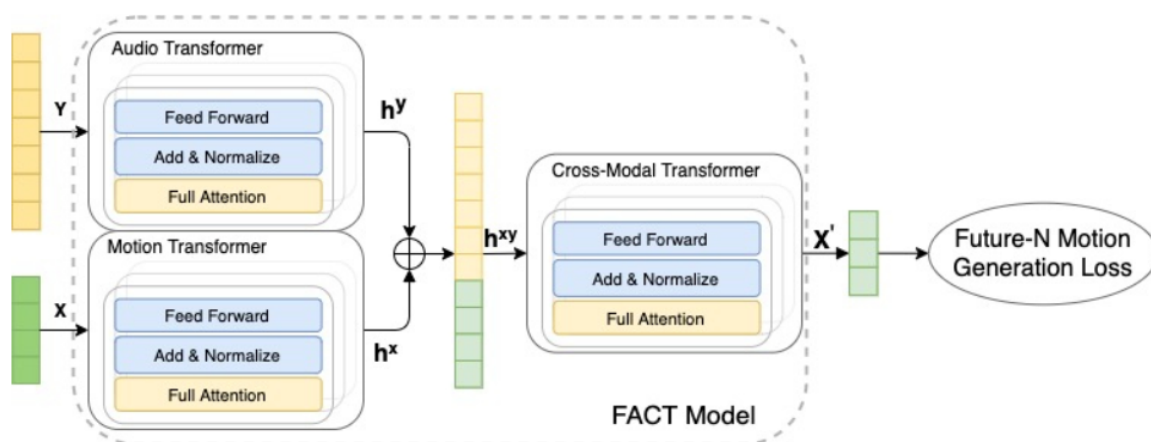 Audio Transformer
Feed Forward
Add & Normalize
Full Attention
Y
h^y
Motion Transformer
Feed Forward
Add & Normalize
Full Attention
X
h^x
h^xy
Cross-Modal Transformer
Feed Forward
Add & Normalize
Full Attention
X'
Future-N Motion
Generation Loss
FACT Model